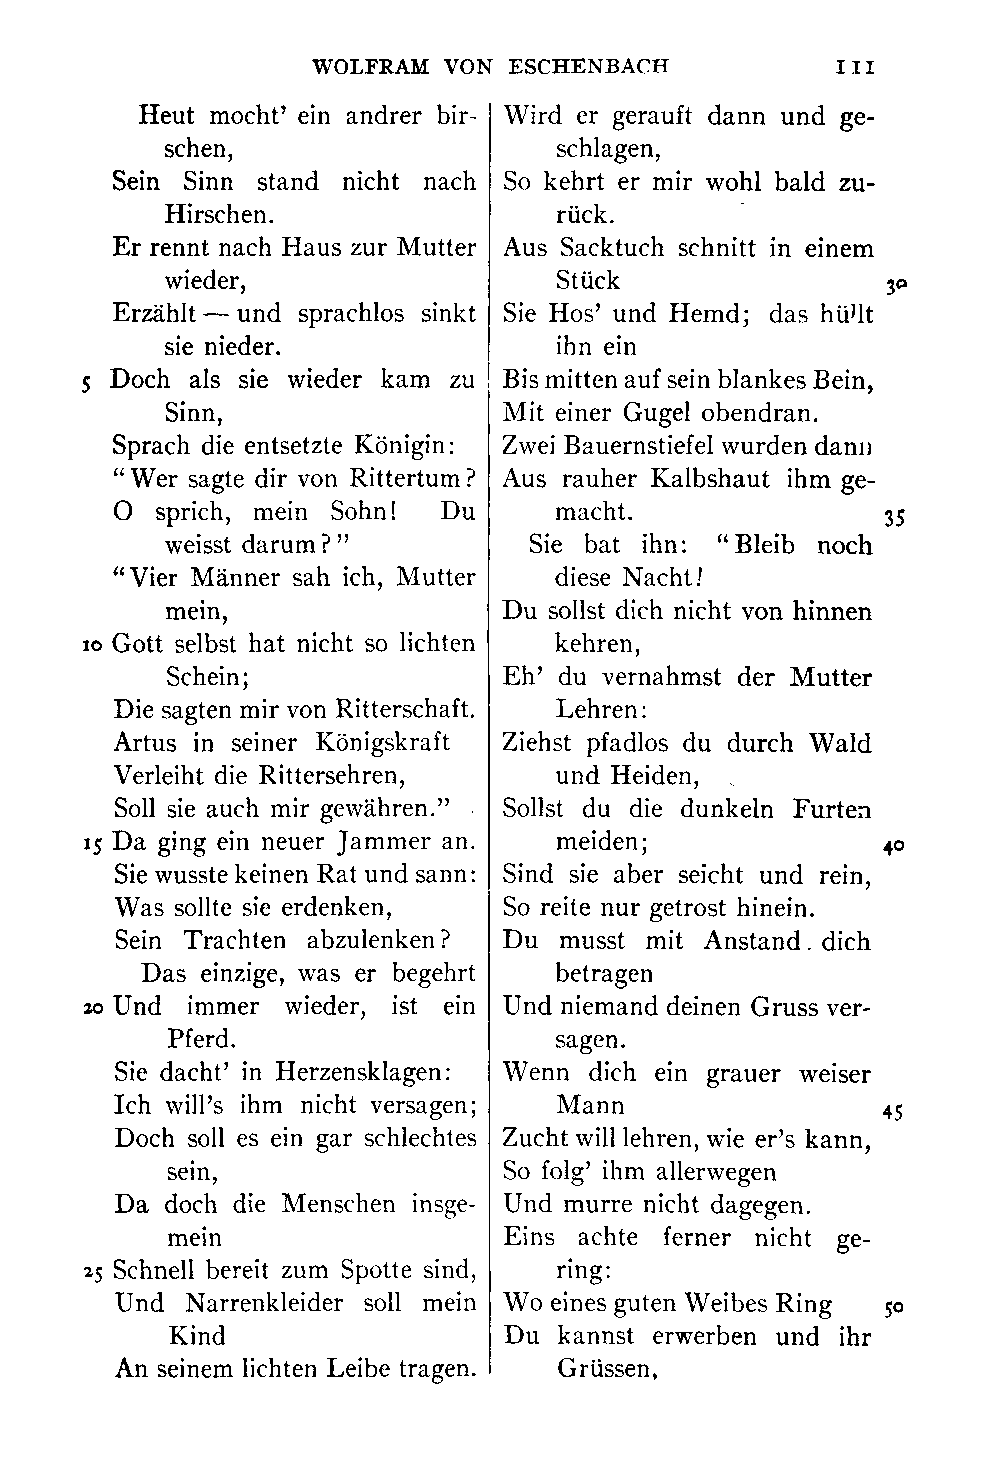 WOLFRAM VON ESCHENBACH 111
Heut mocht' ein andrer bir-
schen,
Sein Sinn stand nicht nach
Hirschen.
Er rennt nach Haus zur Mutter
wieder,
Erzählt — und sprachlos sinkt
sie nieder.
5 Doch als sie wieder kam zu
Sinn,
Sprach die entsetzte Königin:
“Wer sagte dir von Rittertum?
O sprich, mein Sohn! Du
weisst darum?”
“Vier Männer sah ich, Mutter
mein,
10 Gott selbst hat nicht so lichten
Schein;
Die sagten mir von Ritterschaft.
Artus in seiner Königskraft
Verleiht die Rittersehren,
Soll sie auch mir gewähren.”
15 Da ging ein neuer Jammer an.
Sie wusste keinen Rat und sann:
Was sollte sie erdenken,
Sein Trachten abzulenken?
Das einzige, was er begehrt
20 Und immer wieder, ist ein
Pferd.
Sie dacht' in Herzensklagen:
Ich will's ihm nicht versagen;
Doch soll es ein gar schlechtes
sein,
Da doch die Menschen insge-
mein
25 Schnell bereit zum Spotte sind,
Und Narrenkleider soll mein
Kind
An seinem lichten Leibe tragen.
Wird er gerauft dann und ge-
schlagen,
So kehrt er mir wohl bald zu-
rück.
Aus Sacktuch schnitt in einem
Stück 30
Sie Hos' und Hemd; das hüllt
ihn ein
Bis mitten auf sein blankes Bein,
Mit einer Gugel obendran.
Zwei Bauernstiefel wurden dann
Aus rauher Kalbshaut ihm ge-
macht. 35
Sie bat ihn: “Bleib noch
diese Nacht!
Du sollst dich nicht von hinnen
kehren,
Eh' du vernahmst der Mutter
Lehren:
Ziehst pfadlos du durch Wald
und Heiden,
Sollst du die dunkeln Furten
meiden; 40
Sind sie aber seicht und rein,
So reite nur getrost hinein.
Du musst mit Anstand dich
betragen
Und niemand deinen Gruss ver-
sagen.
Wenn dich ein grauer weiser
Mann 45
Zucht will lehren, wie er's kann,
So folg' ihm allerwegen
Und murre nicht dagegen.
Eins achte ferner nicht ge-
ring:
Wo eines guten Weibes Ring 50
Du kannst erwerben und ihr
Grüssen,